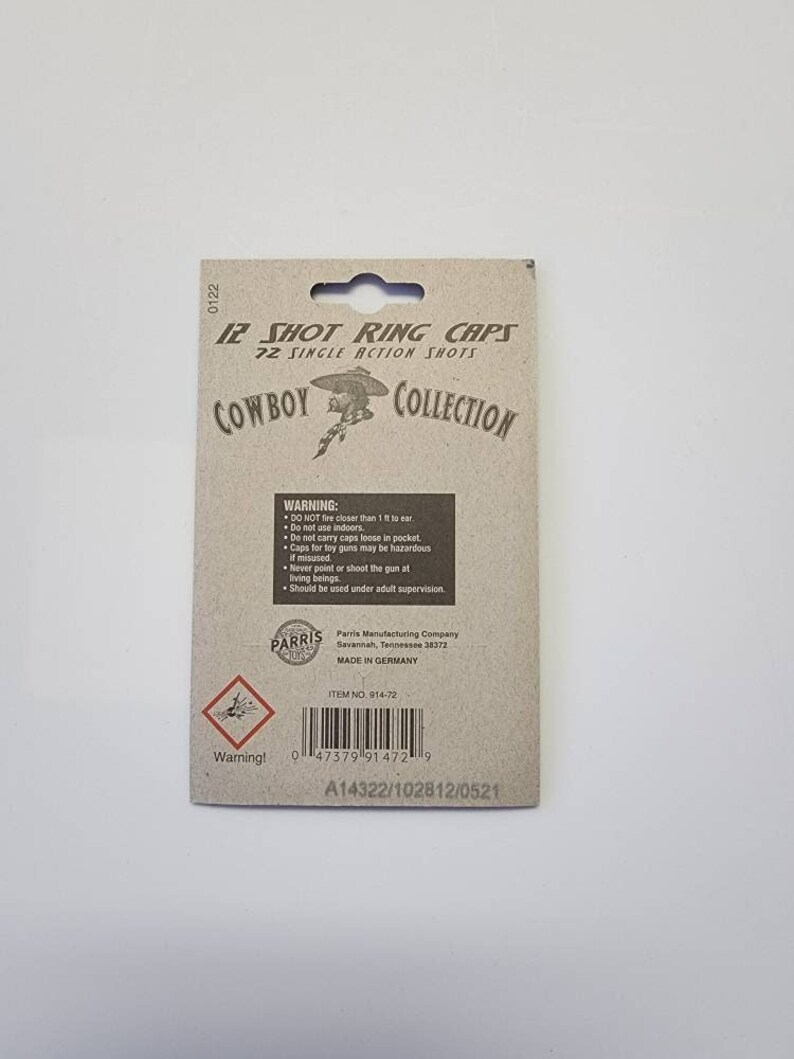 0122
12 SHOT RING CAPS
72 SINGLE ACTION SHOTS
COWBOY COLLECTION
WARNING:
• DO NOT fire closer than 1 ft to ear.
• Do not use indoors.
• Do not carry caps loose in pocket.
• Caps for toy guns may be hazardous
if misused.
• Never point or shoot the gun at
living beings.
• Should be used under adult supervision.
PARRIS
TOYS
Parris Manufacturing Company
Savannah, Tennessee 38372
MADE IN GERMANY
ITEM NO. 914-72
Warning!
0 47379 91472 9
A14322/102812/0521